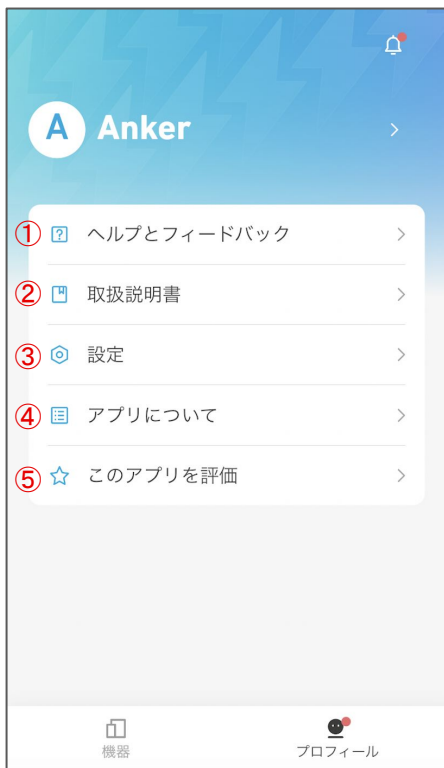 A Anker
① ヘルプとフィードバック
② 取扱説明書
③ 設定
④ アプリについて
⑤ このアプリを評価
機器 プロフィール